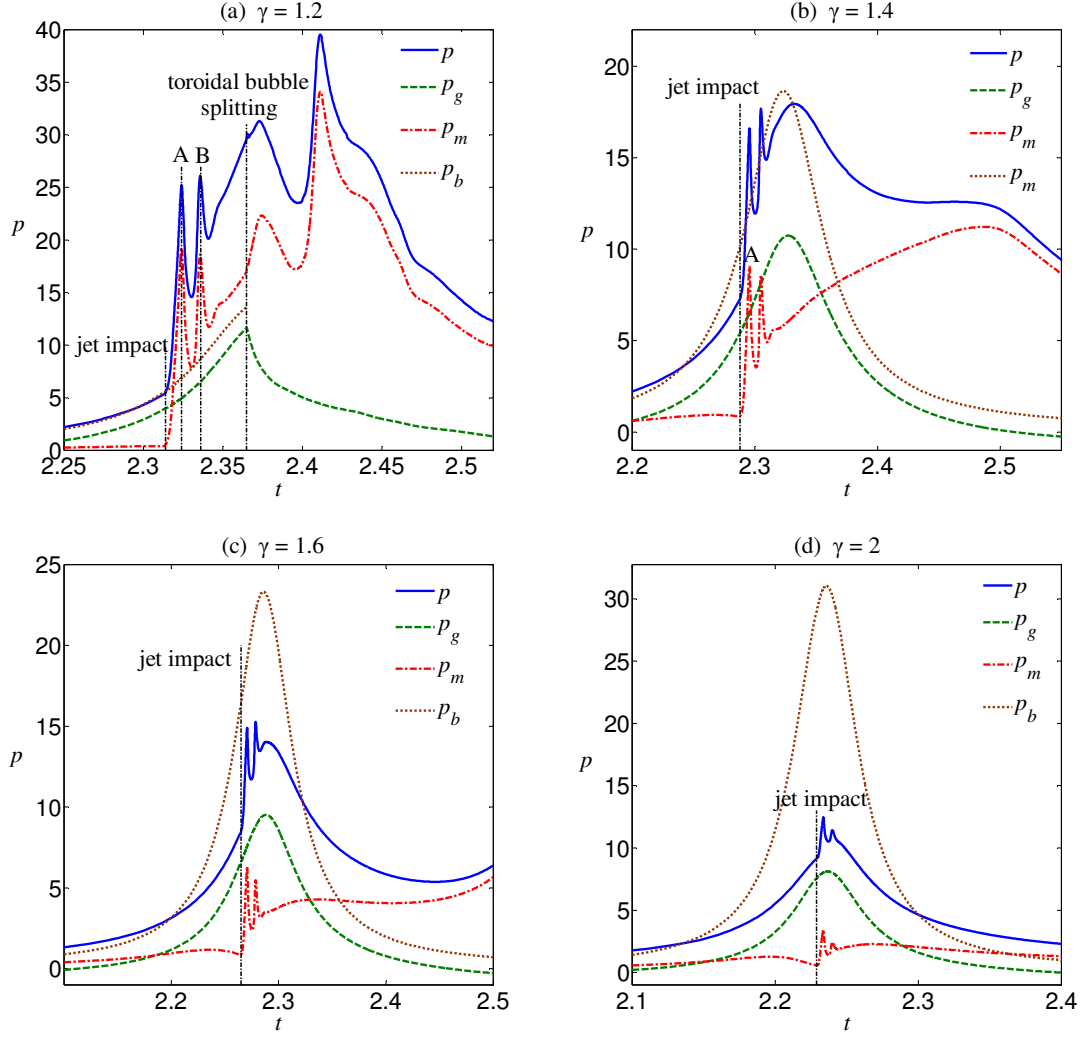 (a) γ = 1.2
40
35
30
25
20
15
10
5
0
p
p
p_g
p_m
p_b
toroidal bubble
splitting
A B
jet impact
2.25 2.3 2.35 2.4 2.45 2.5
t
(b) γ = 1.4
20
15
10
5
0
p
p
p_g
p_m
p_m
jet impact
A
2.2 2.3 2.4 2.5
t
(c) γ = 1.6
25
20
15
10
5
0
p
p
p_g
p_m
p_b
jet impact
2.2 2.3 2.4 2.5
t
(d) γ = 2
30
25
20
15
10
5
0
p
p
p_g
p_m
p_b
jet impact
2.1 2.2 2.3 2.4
t